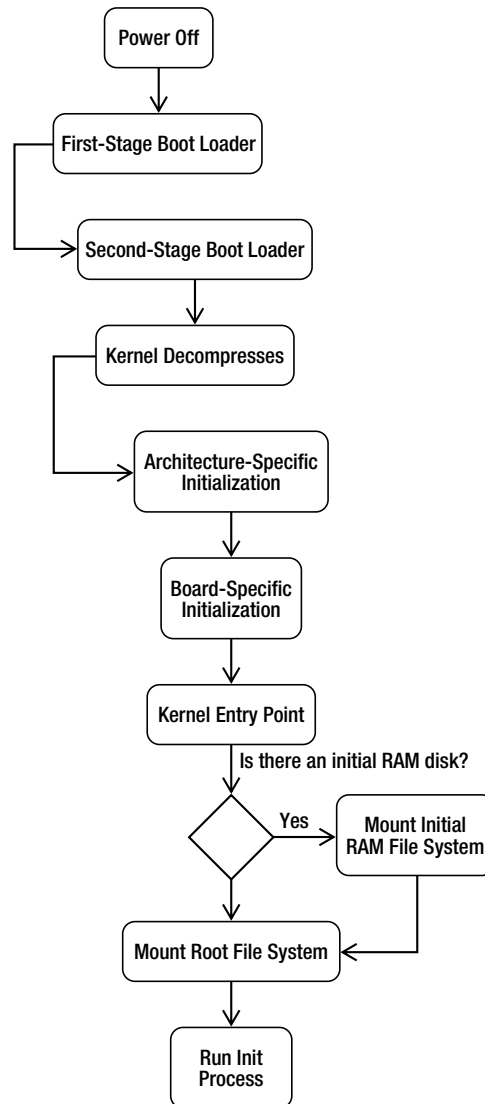 Power Off
First-Stage Boot Loader
Second-Stage Boot Loader
Kernel Decompresses
Architecture-Specific
Initialization
Board-Specific
Initialization
Kernel Entry Point
Is there an initial RAM disk?
Yes
Mount Initial
RAM File System
Mount Root File System
Run Init
Process